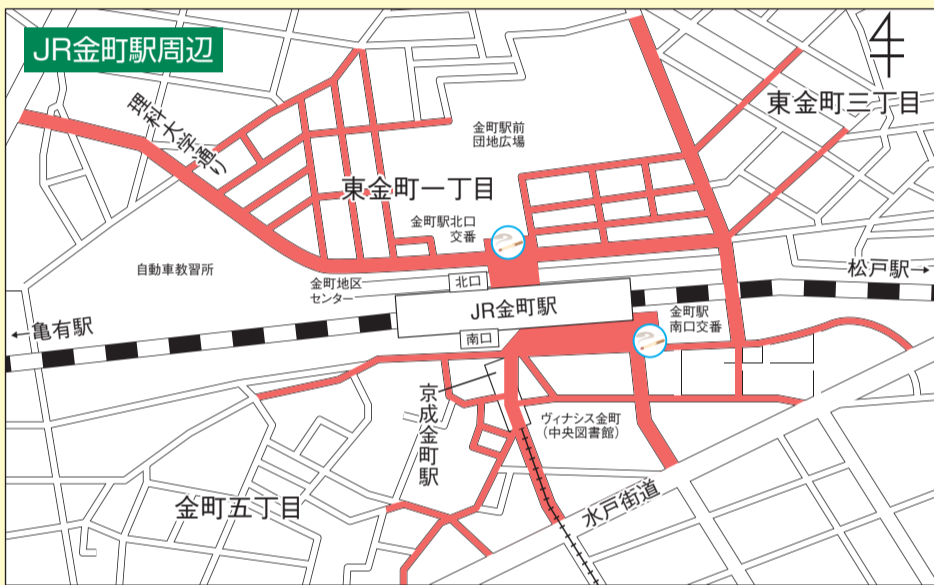 JR金町駅周辺
東金町三丁目
理科大学通り
金町駅前
団地広場
東金町一丁目
金町駅北口
交番
自動車教習所
金町地区
センター
北口
松戸駅→
JR金町駅
←亀有駅
南口
金町駅
南口交番
京成金町駅
ヴィナシス金町
(中央図書館)
金町五丁目
水戸街道